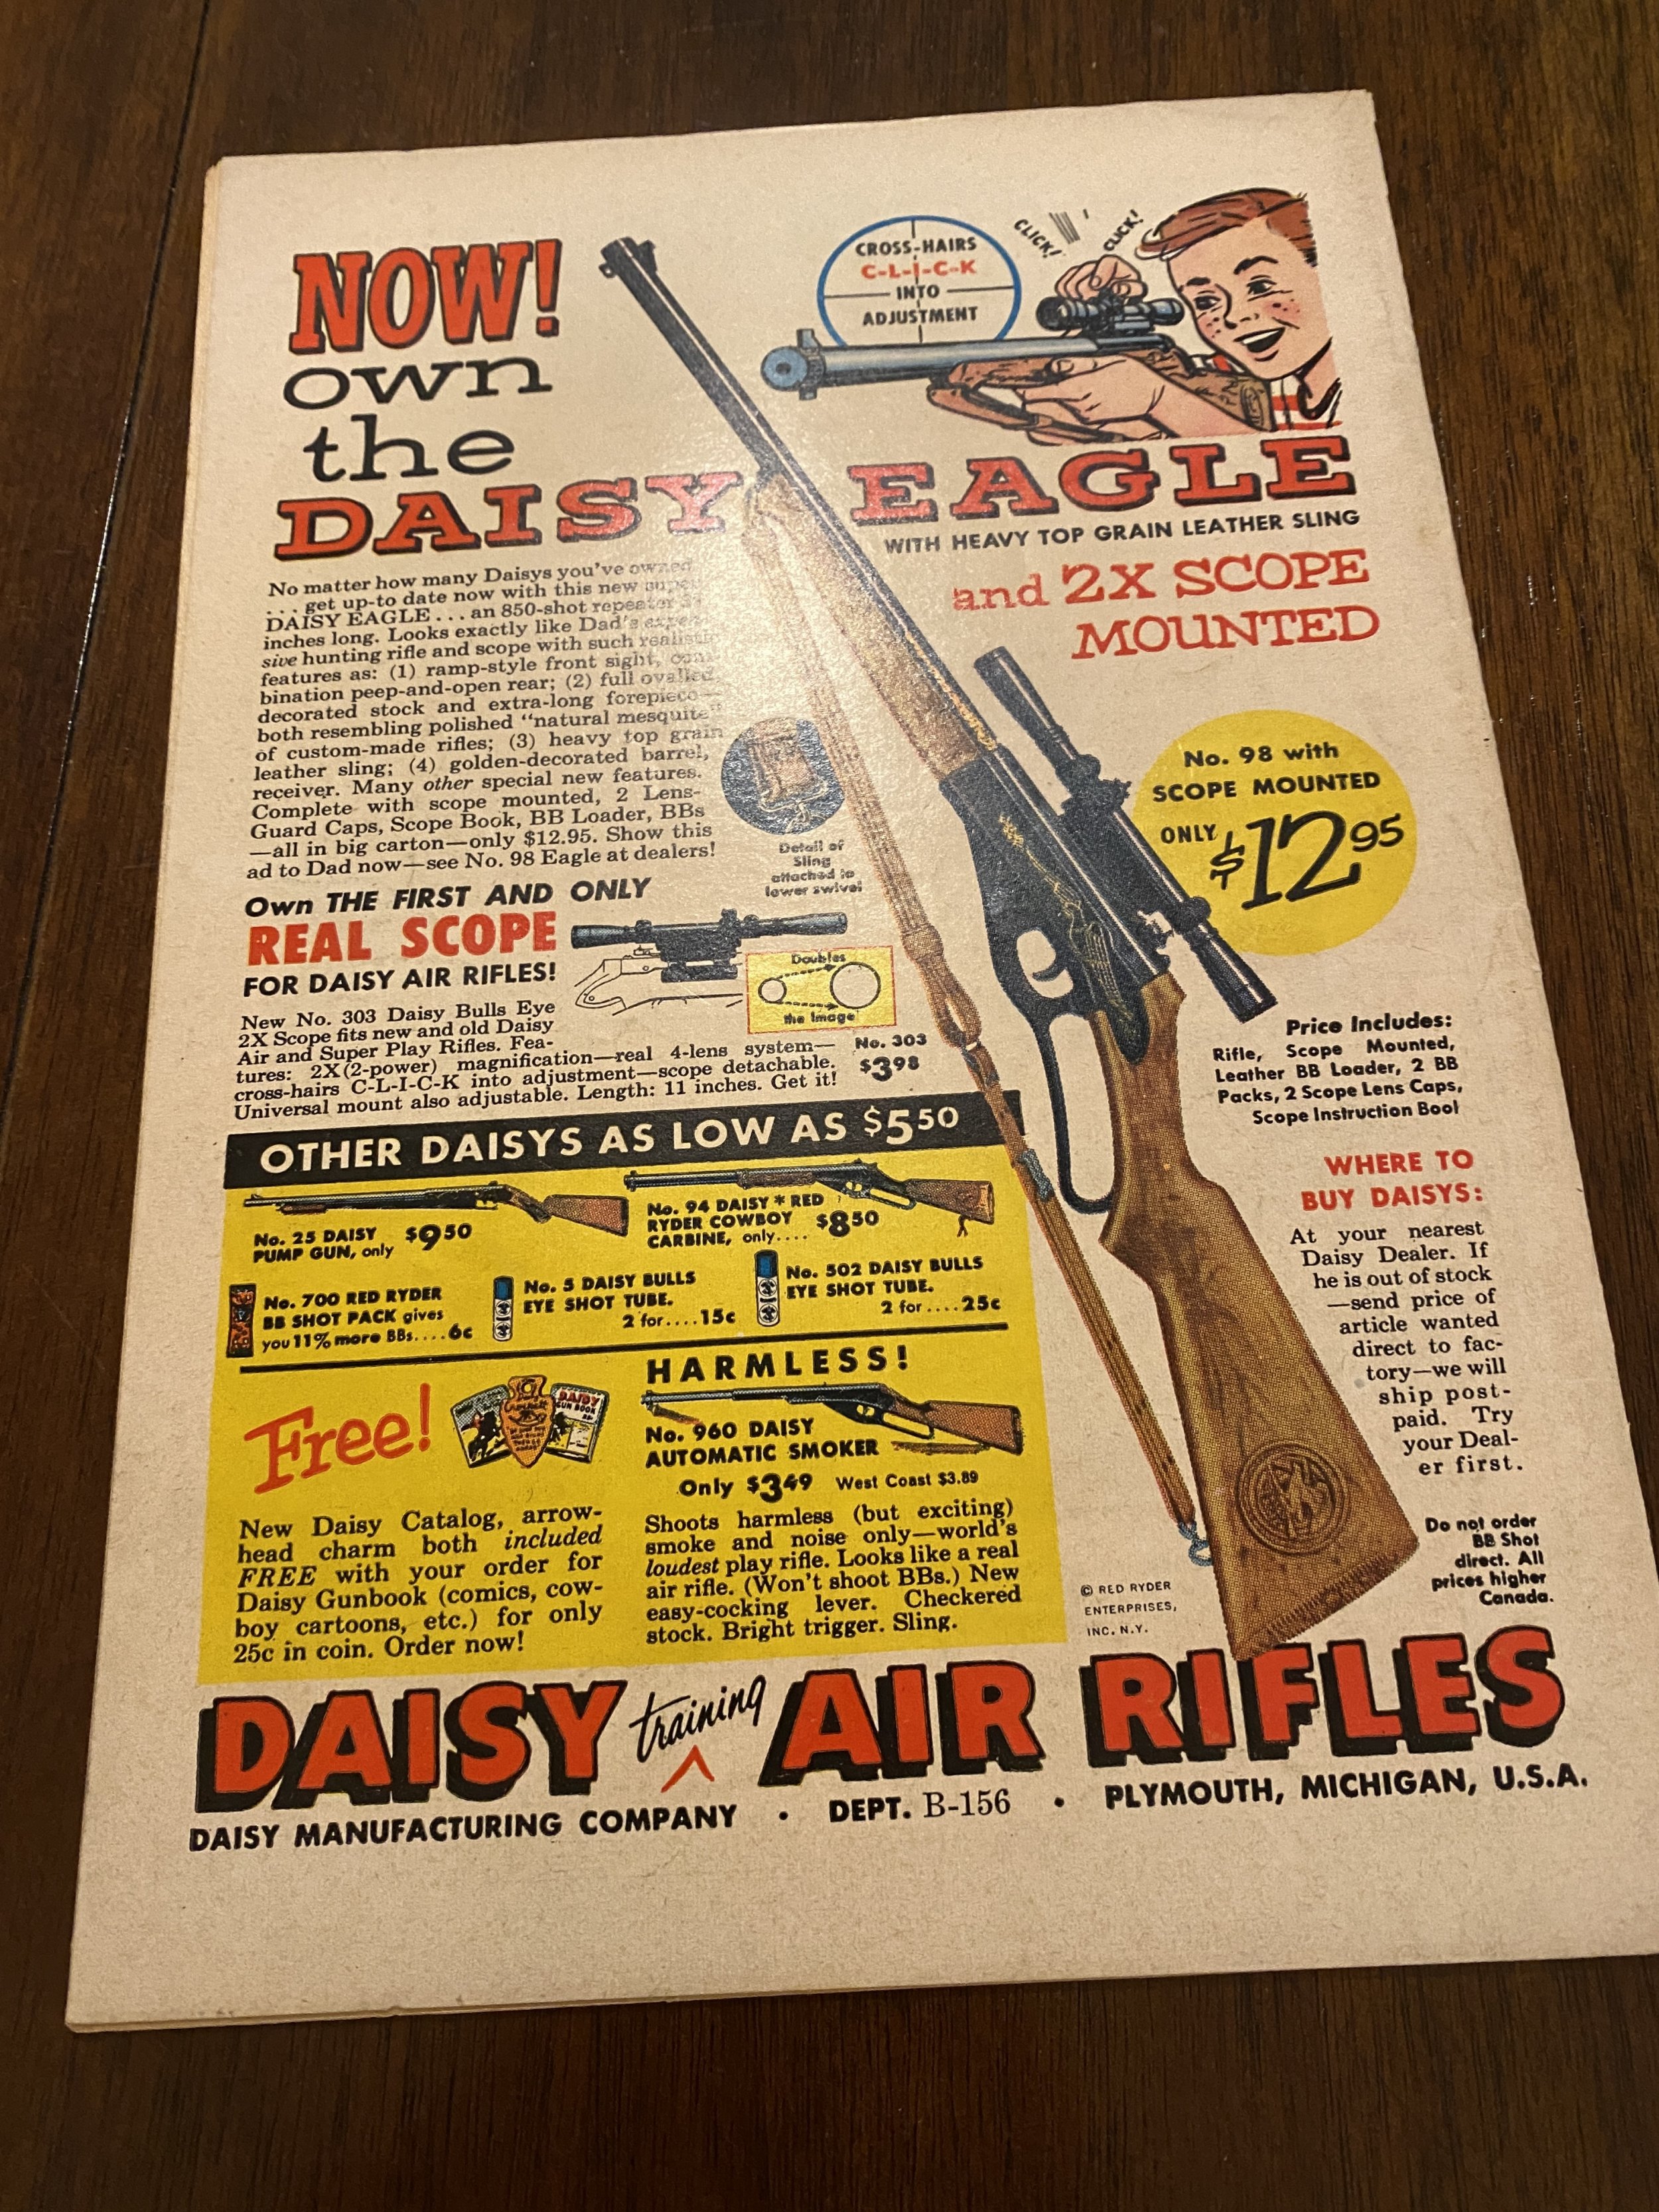 NOW!
own
the
DAISY EAGLE
CROSS-HAIRS
C-L-I-C-K
INTO
ADJUSTMENT
CLICK!
CLICK!
WITH HEAVY TOP GRAIN LEATHER SLING
and 2X SCOPE
MOUNTED
No matter how many Daisys you've owned
... get up-to date now with this new
DAISY EAGLE ... an 850-shot repeater
inches long. Looks exactly like Dad's expen-
sive hunting rifle and scope with such realistic
features as: (1) ramp-style front sight, com-
bination peep-and-open rear; (2) full ovalled
decorated stock and extra-long forepiece—
both resembling polished "natural mesquite"
of custom-made rifles; (3) heavy top grain
leather sling; (4) golden-decorated barrel,
receiver. Many other special new features.
Complete with scope mounted, 2 Lens-
Guard Caps, Scope Book, BB Loader, BBs
—all in big carton—only $12.95. Show this
ad to Dad now—see No. 98 Eagle at dealers!
Detail of
Sling
attached to
lower swivel
No. 98 with
SCOPE MOUNTED
ONLY $12 95
Own THE FIRST AND ONLY
REAL SCOPE
FOR DAISY AIR RIFLES!
Doubles
the Image
New No. 303 Daisy Bulls Eye
2X Scope fits new and old Daisy
Air and Super Play Rifles. Fea-
tures: 2X (2-power) magnification—real 4-lens system—
cross-hairs C-L-I-C-K into adjustment—scope detachable.
Universal mount also adjustable. Length: 11 inches. Get it!
No. 303
$3 98
Price Includes:
Rifle, Scope Mounted,
Leather BB Loader, 2 BB
Packs, 2 Scope Lens Caps,
Scope Instruction Bool
OTHER DAISYS AS LOW AS $5 50
No. 25 DAISY
PUMP GUN, only
$9 50
No. 94 DAISY * RED
RYDER COWBOY
CARBINE, only....
$8 50
No. 700 RED RYDER
BB SHOT PACK gives
you 11% more BBs....6c
No. 5 DAISY BULLS
EYE SHOT TUBE.
2 for....15c
No. 502 DAISY BULLS
EYE SHOT TUBE.
2 for....25c
Free!
DAISY
GUN BOOK
New Daisy Catalog, arrow-
head charm both included
FREE with your order for
Daisy Gunbook (comics, cow-
boy cartoons, etc.) for only
25c in coin. Order now!
HARMLESS!
No. 960 DAISY
AUTOMATIC SMOKER
Only $3 49 West Coast $3.89
Shoots harmless (but exciting)
smoke and noise only—world's
loudest play rifle. Looks like a real
air rifle. (Won't shoot BBs.) New
easy-cocking lever. Checkered
stock. Bright trigger. Sling.
WHERE TO
BUY DAISYS:
At your nearest
Daisy Dealer. If
he is out of stock
—send price of
article wanted
direct to fac-
tory—we will
ship post-
paid. Try
your Deal-
er first.
Do not order
BB Shot
direct. All
prices higher
Canada.
© RED RYDER
ENTERPRISES,
INC. N.Y.
DAISY training AIR RIFLES
DAISY MANUFACTURING COMPANY • DEPT. B-156 • PLYMOUTH, MICHIGAN, U.S.A.